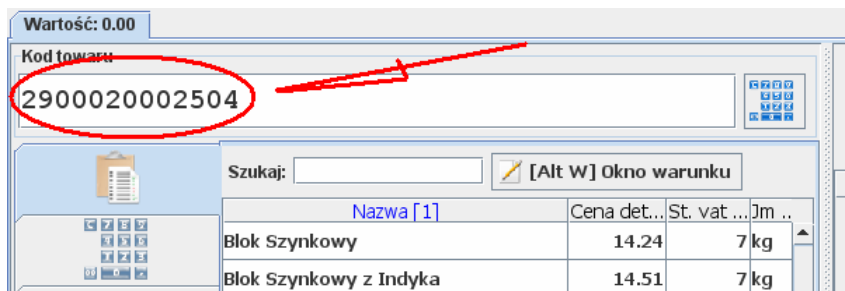 Wartość: 0.00
Kod towaru
2900020002504
Szukaj:
[Alt W] Okno warunku
Nazwa [1] Cena det... St. vat ... Jm ..
Blok Szynkowy 14.24 7 kg
Blok Szynkowy z Indyka 14.51 7 kg